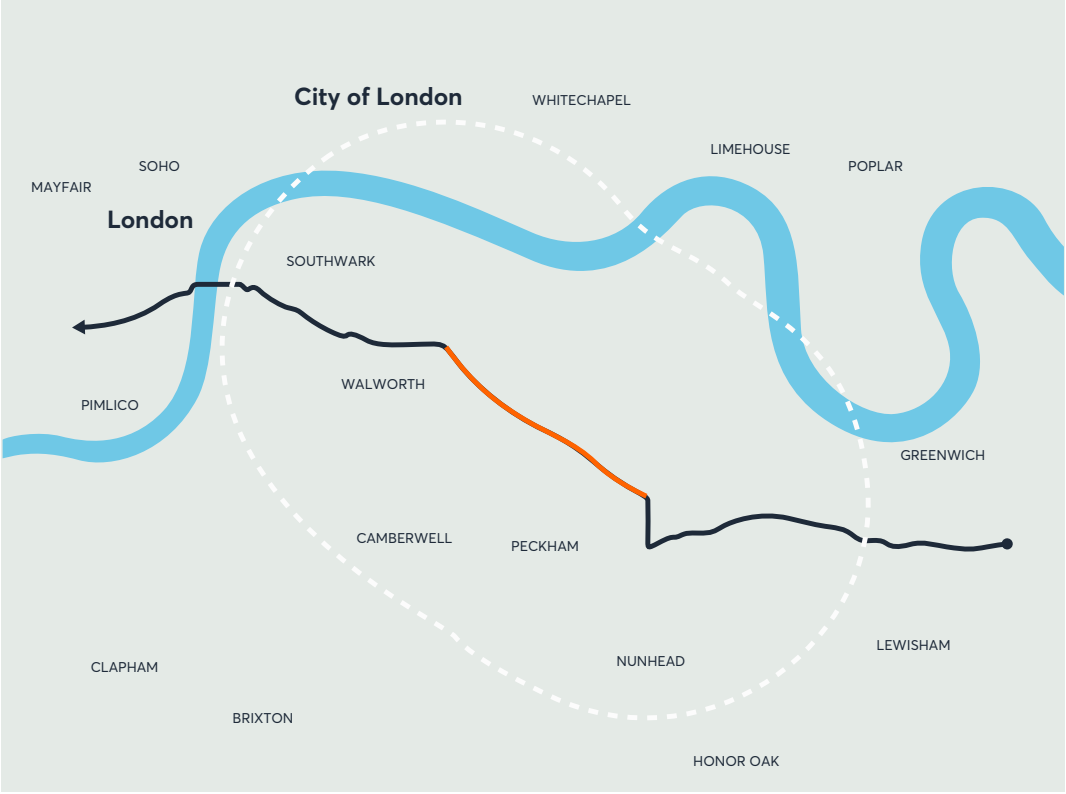 City of London
WHITECHAPEL
LIMEHOUSE
SOHO
POPLAR
MAYFAIR
London
SOUTHWARK
WALWORTH
PIMLICO
GREENWICH
CAMBERWELL
PECKHAM
LEWISHAM
NUNHEAD
CLAPHAM
BRIXTON
HONOR OAK